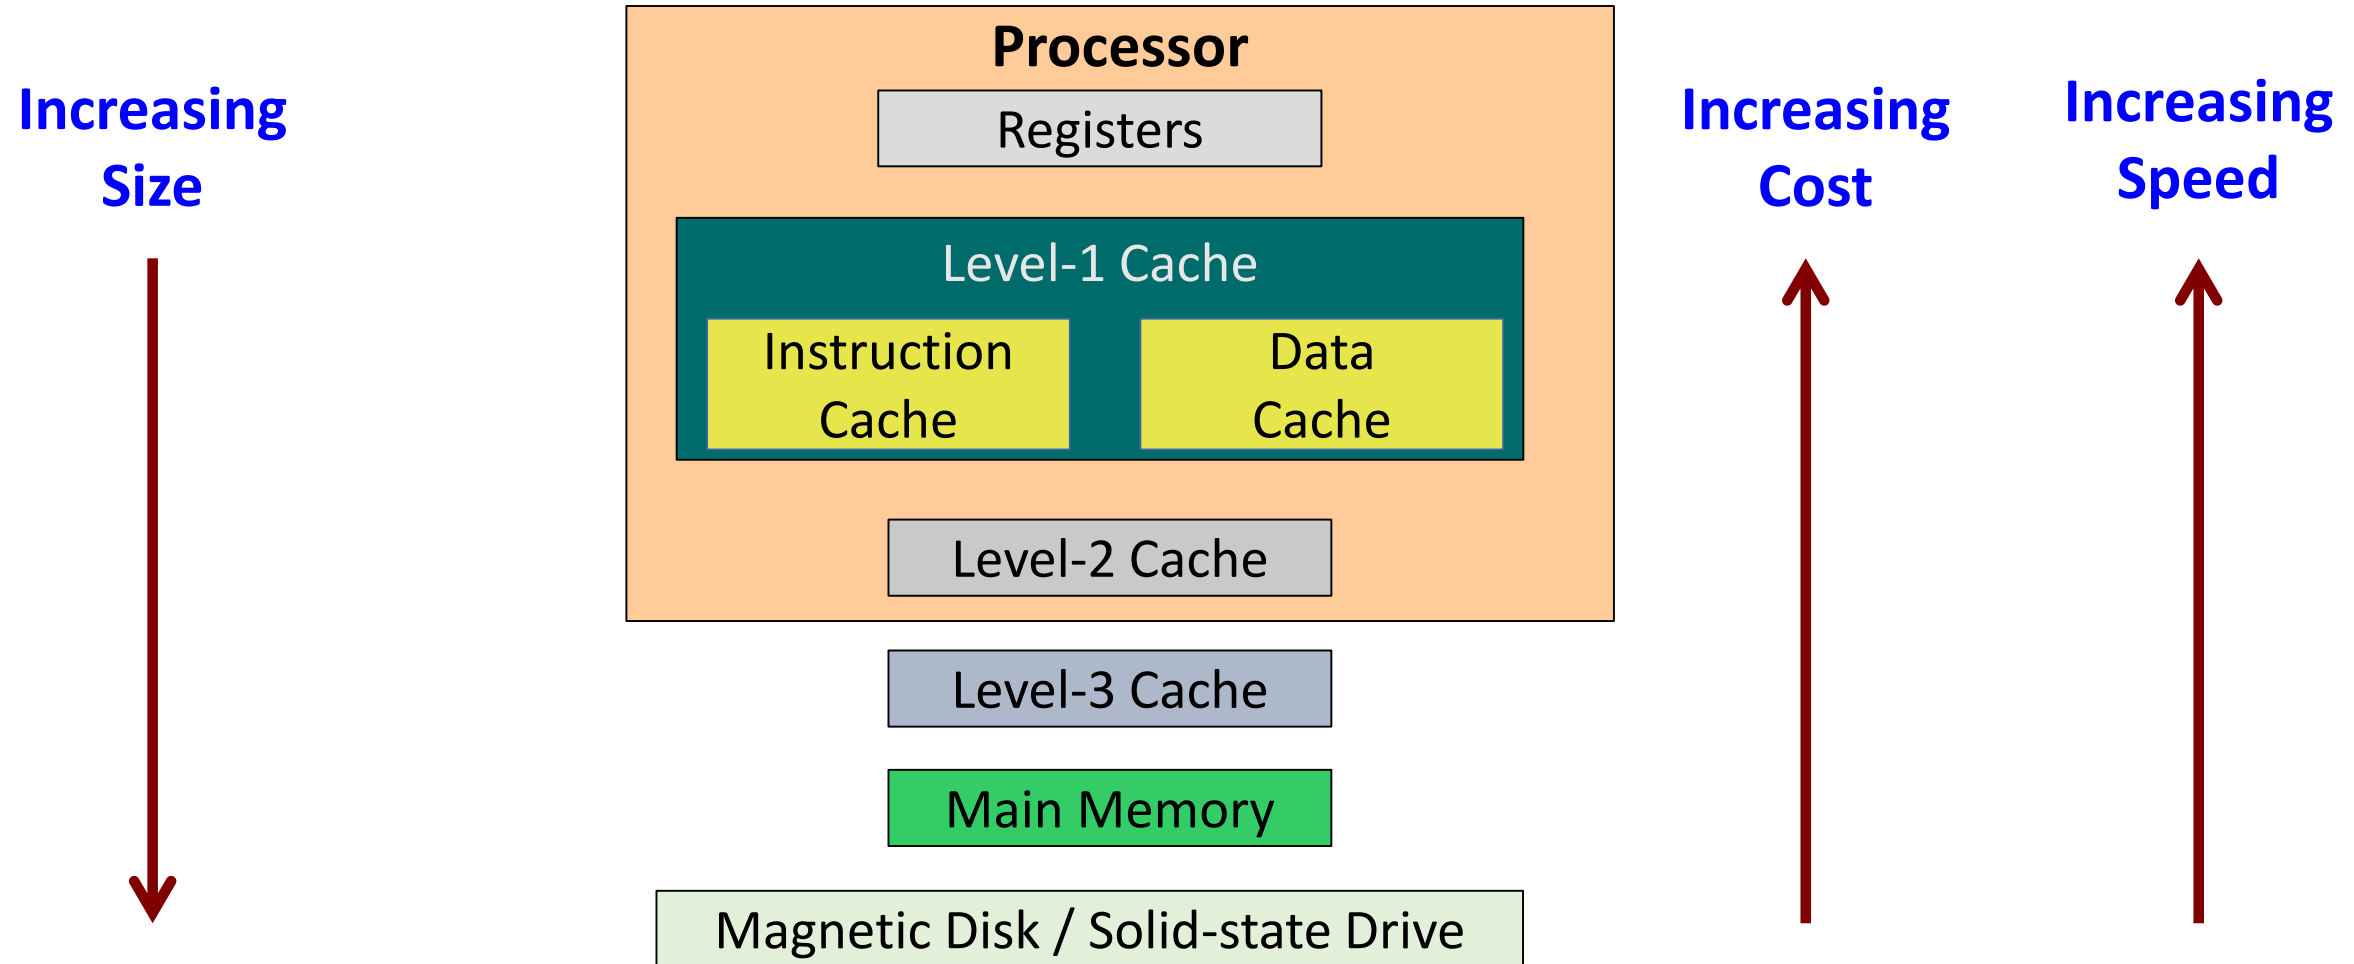 Processor
Increasing
Size
Registers
Increasing
Cost
Increasing
Speed
Level-1 Cache
Instruction
Cache
Data
Cache
Level-2 Cache
Level-3 Cache
Main Memory
Magnetic Disk / Solid-state Drive